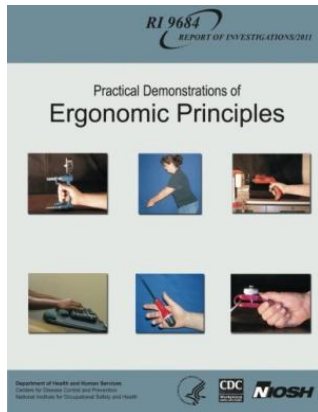 RI 9684
REPORT OF INVESTIGATIONS/2011
Practical Demonstrations of
Ergonomic Principles
Department of Health and Human Services
Centers for Disease Control and Prevention
National Institute for Occupational Safety and Health
CDC
NIOSH